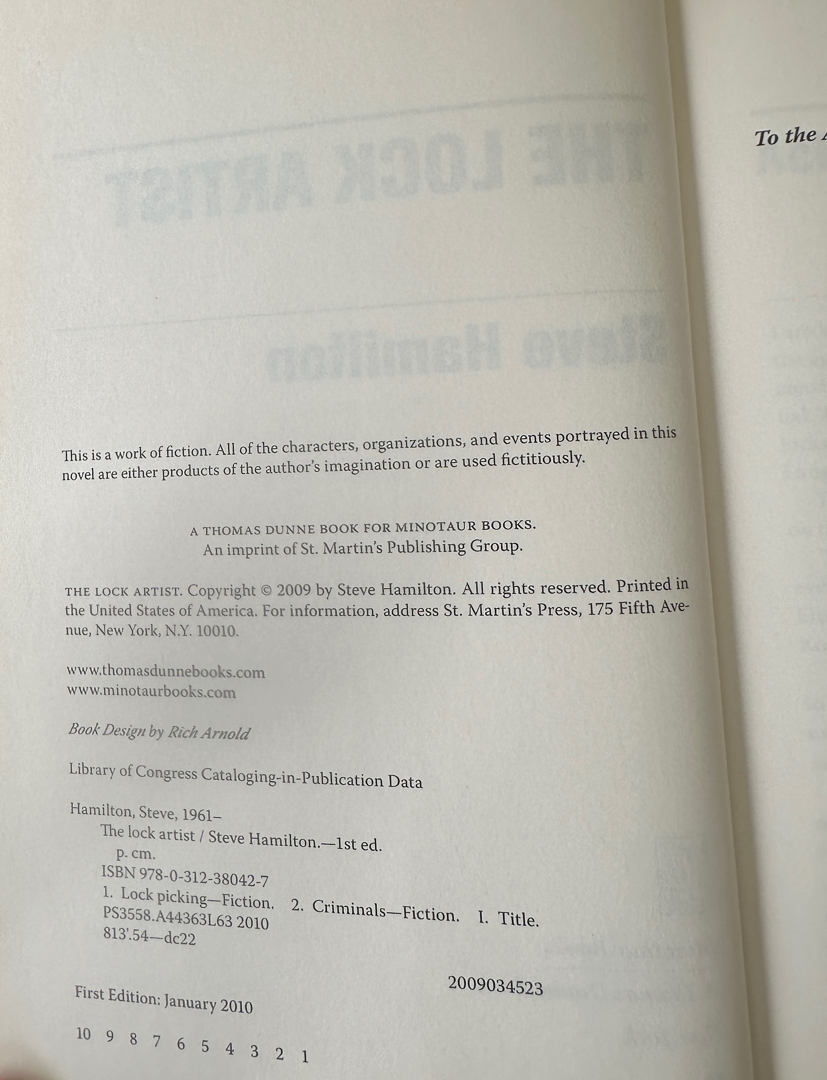 THE LOCK ARTIST
Steve Hamilton
To the
This is a work of fiction. All of the characters, organizations, and events portrayed in this
novel are either products of the author's imagination or are used fictitiously.
A THOMAS DUNNE BOOK FOR MINOTAUR BOOKS.
An imprint of St. Martin's Publishing Group.
THE LOCK ARTIST. Copyright © 2009 by Steve Hamilton. All rights reserved. Printed in
the United States of America. For information, address St. Martin's Press, 175 Fifth Ave-
nue, New York, N.Y. 10010.
www.thomasdunnebooks.com
www.minotaurbooks.com
Book Design by Rich Arnold
Library of Congress Cataloging-in-Publication Data
Hamilton, Steve, 1961–
The lock artist / Steve Hamilton.—1st ed.
p. cm.
ISBN 978-0-312-38042-7
1. Lock picking—Fiction. 2. Criminals—Fiction. I. Title.
PS3558.A44363L63 2010
813'.54—dc22
2009034523
First Edition: January 2010
10 9 8 7 6 5 4 3 2 1